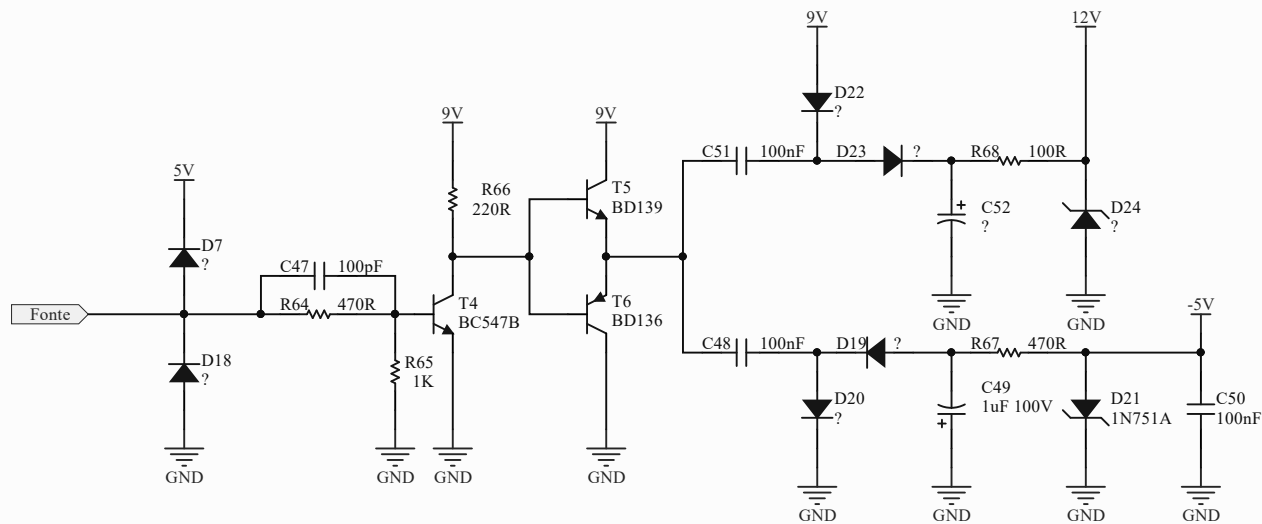 9V
12V
D22
?
9V
9V
C51
100nF
D23
?
R68
100R
5V
R66
220R
T5
BD139
C52
?
D24
?
D7
?
C47
100pF
Fonte
R64
470R
T4
BC547B
T6
BD136
GND
GND
-5V
D18
?
R65
1K
C48
100nF
D19
?
R67
470R
D20
?
C49
1uF 100V
D21
1N751A
C50
100nF
GND
GND
GND
GND
GND
GND
GND
GND